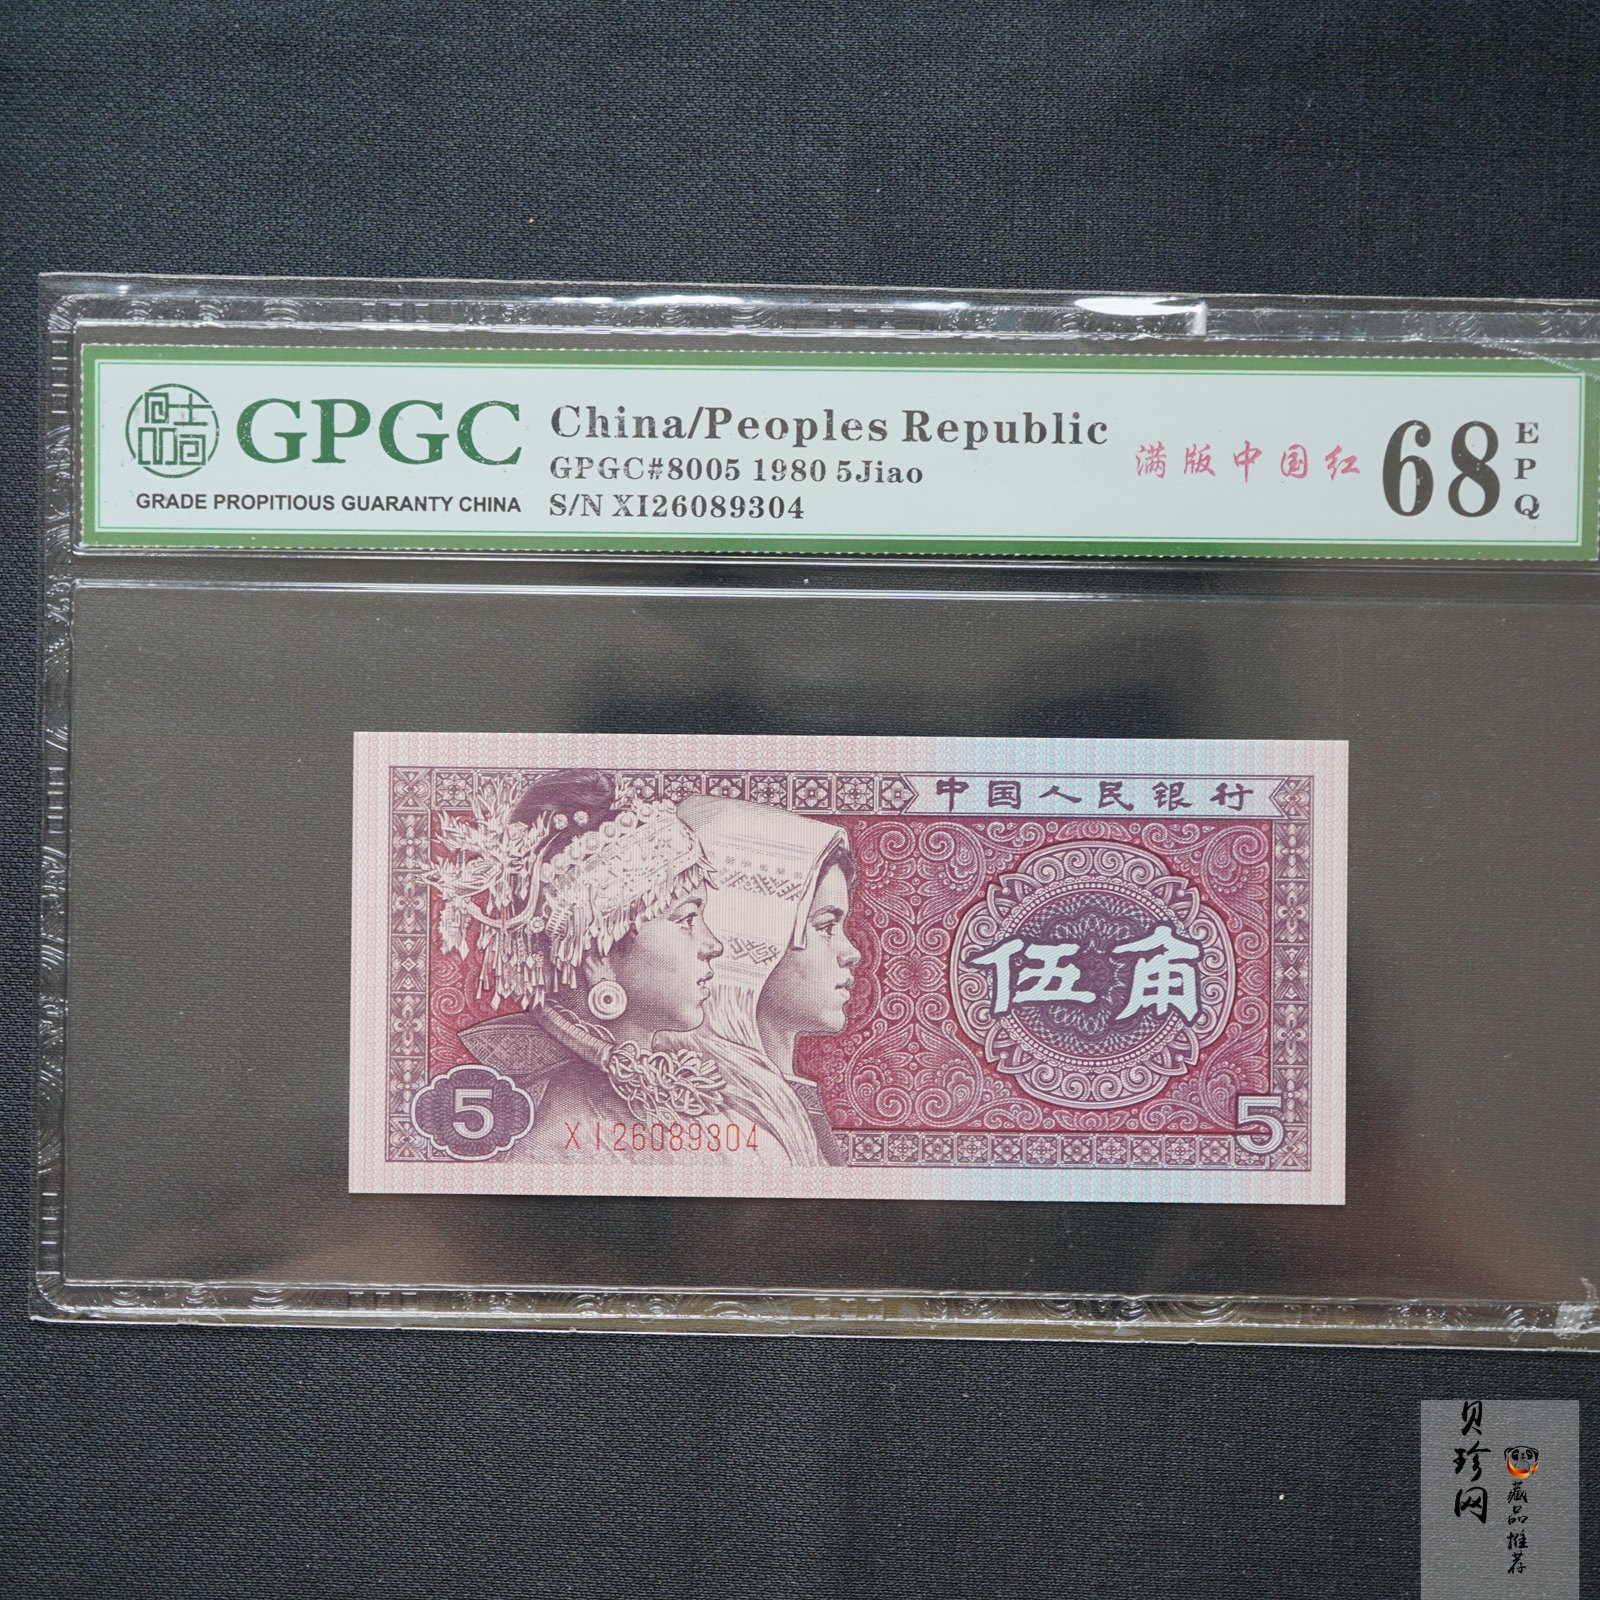 GPGC
GRADE PROPITIOUS GUARANTY CHINA
China/Peoples Republic
GPGC#8005 1980 5Jiao
S/N XI26089304
满版中国红
68
EPQ
中国人民银行
伍角
5
XI26089304
5
贝珍网
藏品推荐